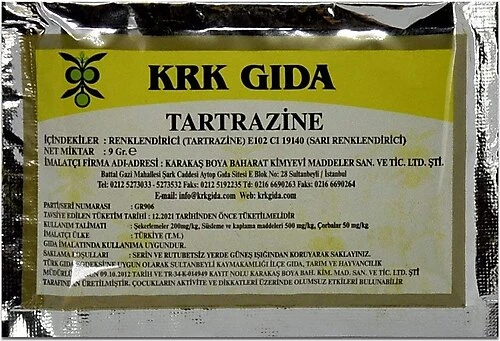 KRK GIDA
TARTRAZİNE
İÇİNDEKİLER : RENKLENDİRİCİ (TARTRAZİNE) E102 CI 19140 (SARI RENKLENDİRİCİ)
NET MİKTAR : 9 Gr. e
İMALATÇI FİRMA ADI-ADRESİ : KARAKAŞ BOYA BAHARAT KİMYEVİ MADDELER SAN. VE TİC. LTD. ŞTİ.
Battal Gazi Mahallesi Şark Caddesi Aytop Gıda Sitesi E Blok No: 28 Sultanbeyli / İstanbul
Tel: 0212 5273033 - 5273532 Faks: 0212 5192235 Td: 0216 6690263 Faks: 0216 6690264
E.mail: info@krkgida.com Web: krkgida.com
PARTİ/SERİ NUMARASI : GR906
TAVSİYE EDİLEN TÜKETİM TARİHİ : 12.2021 TARİHİNDEN ÖNCE TÜKETİLMELİDİR
KULLANIM TALİMATI : Şekerlemeler 200mg/kg, Süsleme ve kaplama maddeleri 500 mg/kg, Çorbalar 50 mg/kg
İMALATÇI ÜLKE : TÜRKİYE (T.M.)
GIDA İMALATINDA KULLANIMA UYGUNDUR.
SAKLAMA KOŞULLARI : SERİN VE RUTUBETSİZ YERDE GÜNEŞ IŞIĞINDAN KORUYARAK SAKLAYINIZ.
TÜRK GIDA KODEKSİNE UYGUN OLARAK SULTANBEYLİ KAYMAKAMLIĞI İLÇE GIDA, TARIM VE HAYVANCILIK
MÜDÜRLÜĞÜNÜN 09.10.2012 TARİH VE TR-34-K-014949 KAYIT NOLU KARAKAŞ BOYA BAH. KİM. MAD. SAN. VE TİC. LTD. ŞTİ
TARAFINDAN ÜRETİLMİŞTİR. ÇOCUKLARIN AKTİVİTE VE DİKKATLERİ ÜZERİNDE OLUMSUZ ETKİLERİ BULUNABİLİR